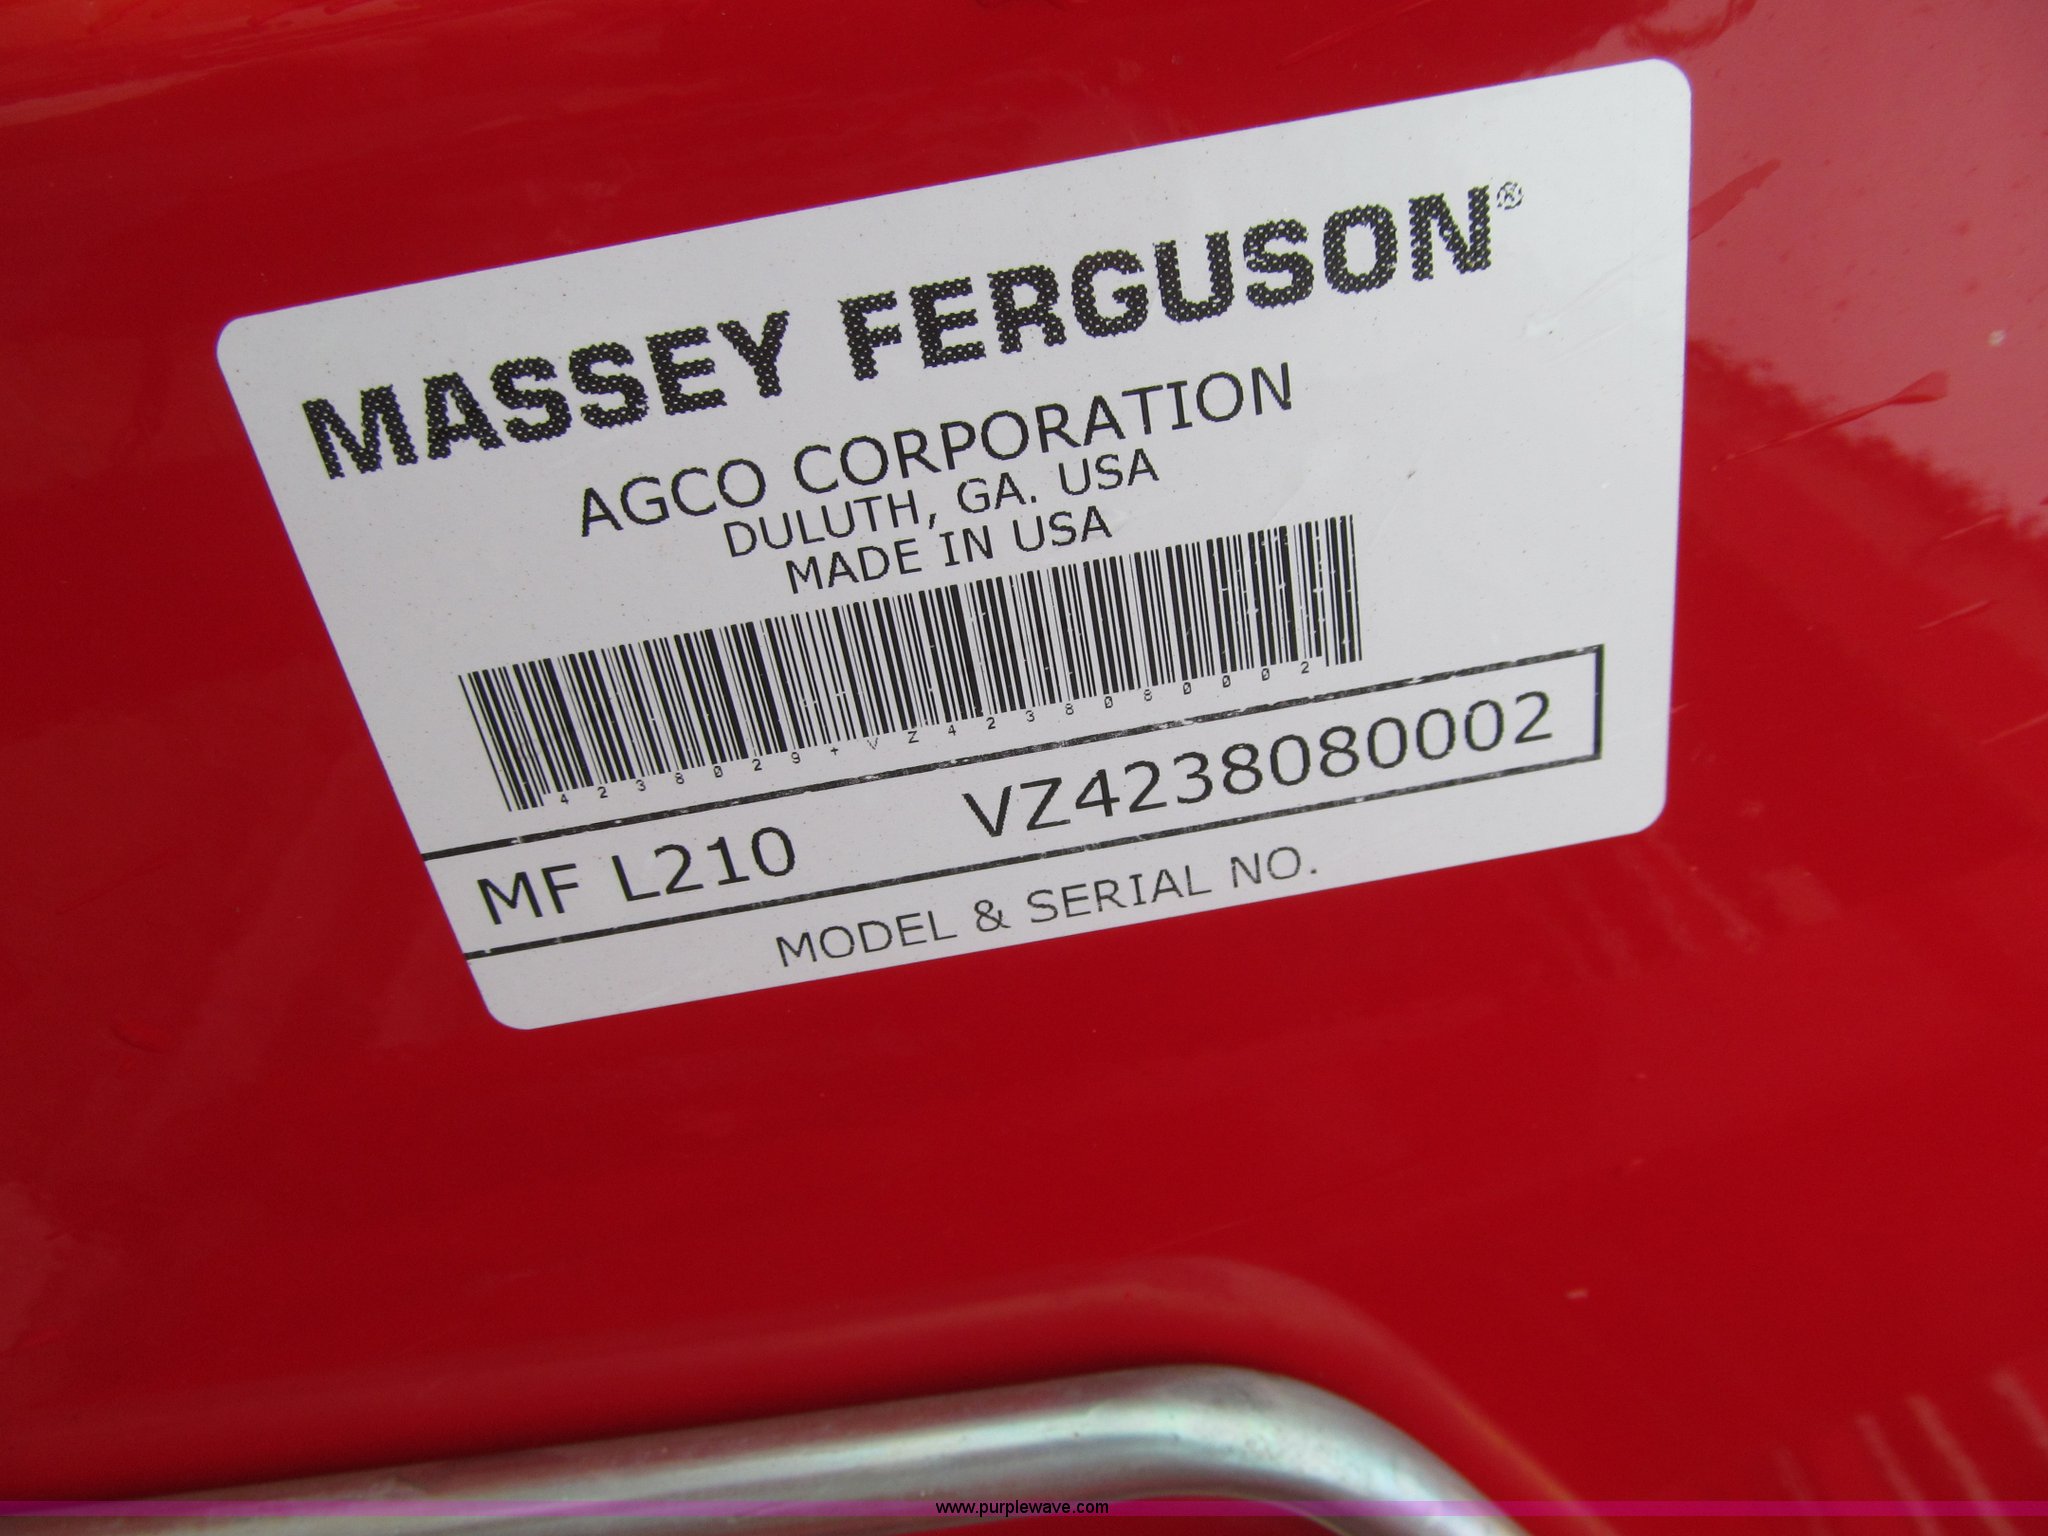 MASSEY FERGUSON®
AGCO CORPORATION
DULUTH, GA. USA
MADE IN USA
4238029+VZ4238080002
MF L210 VZ4238080002
MODEL & SERIAL NO.
www.purplewave.com